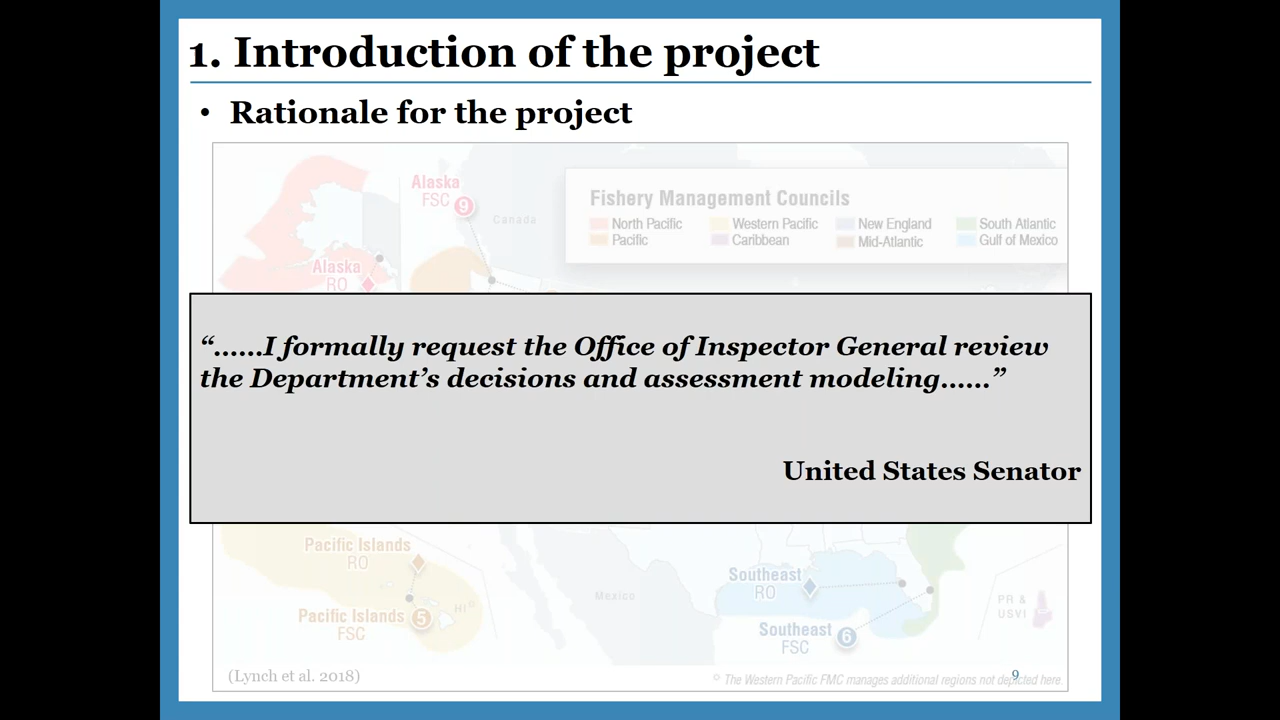 1. Introduction of the project
• Rationale for the project
Alaska
FSC
9
Canada
Fishery Management Councils
North Pacific
Western Pacific
New England
South Atlantic
Pacific
Caribbean
Mid-Atlantic
Gulf of Mexico
Alaska
RO
“……I formally request the Office of Inspector General review
the Department’s decisions and assessment modeling……”
United States Senator
Pacific Islands
RO
HI
Pacific Islands
FSC
5
Mexico
Southeast
RO
Southeast
FSC
6
PR &
USVI
(Lynch et al. 2018)
The Western Pacific FMC manages additional regions not depicted here.
9